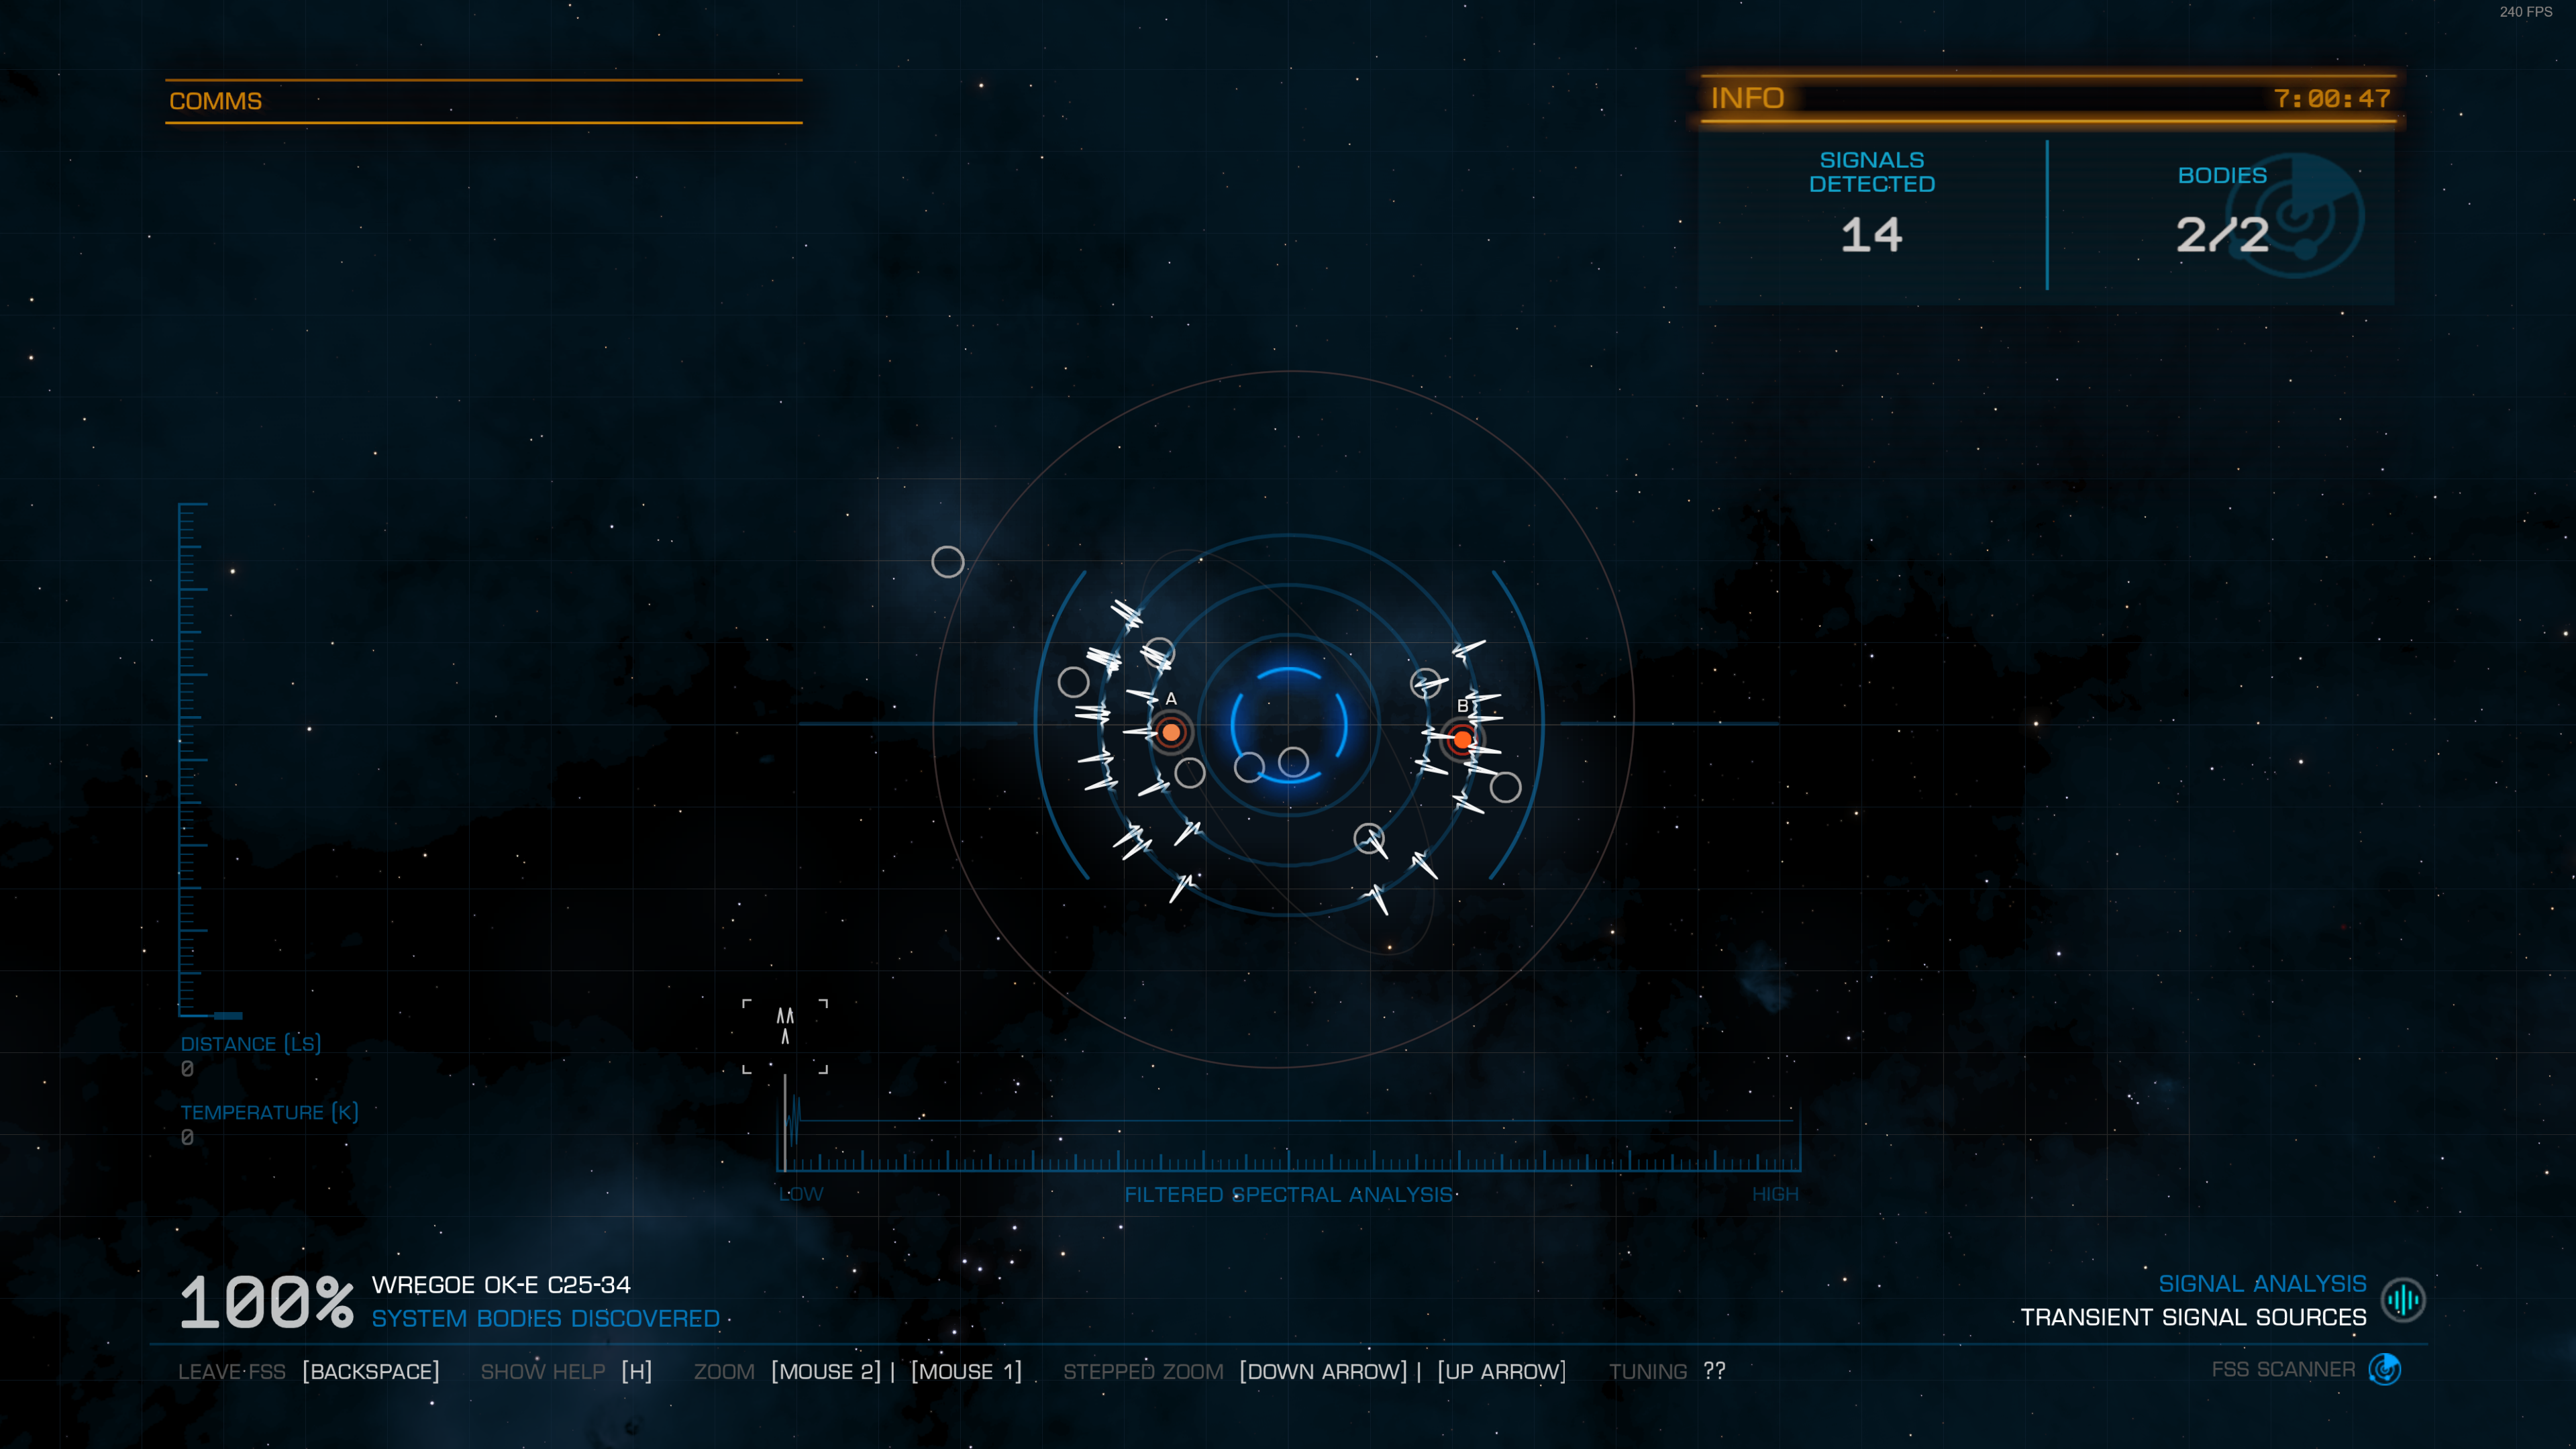 240 FPS
COMMS
INFO 7:00:47
SIGNALS
DETECTED
14
BODIES
2/2
A
B
DISTANCE (LS)
0
TEMPERATURE (K)
0
LOW FILTERED SPECTRAL ANALYSIS HIGH
100%
WREGOE OK-E C25-34
SYSTEM BODIES DISCOVERED
SIGNAL ANALYSIS
TRANSIENT SIGNAL SOURCES
LEAVE FSS [BACKSPACE] SHOW HELP [H] ZOOM [MOUSE 2] | [MOUSE 1] STEPPED ZOOM [DOWN ARROW] | [UP ARROW] TUNING ??
FSS SCANNER